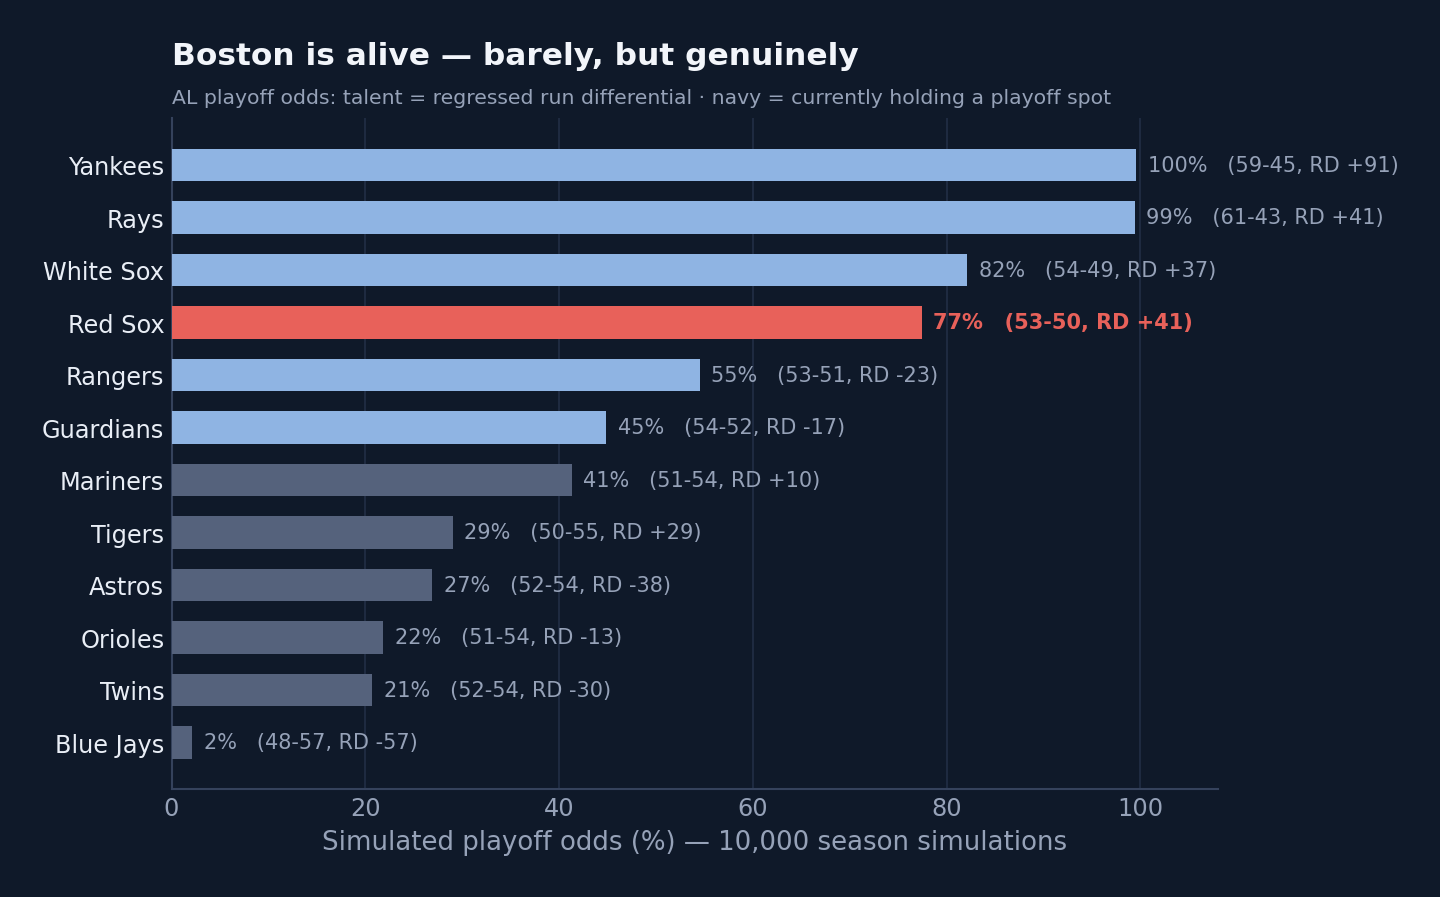 Boston is alive — barely, but genuinely
AL playoff odds: talent = regressed run differential · navy = currently holding a playoff spot
Yankees 100% (59-45, RD +91)
Rays 99% (61-43, RD +41)
White Sox 82% (54-49, RD +37)
Red Sox 77% (53-50, RD +41)
Rangers 55% (53-51, RD -23)
Guardians 45% (54-52, RD -17)
Mariners 41% (51-54, RD +10)
Tigers 29% (50-55, RD +29)
Astros 27% (52-54, RD -38)
Orioles 22% (51-54, RD -13)
Twins 21% (52-54, RD -30)
Blue Jays 2% (48-57, RD -57)
0 20 40 60 80 100
Simulated playoff odds (%) — 10,000 season simulations